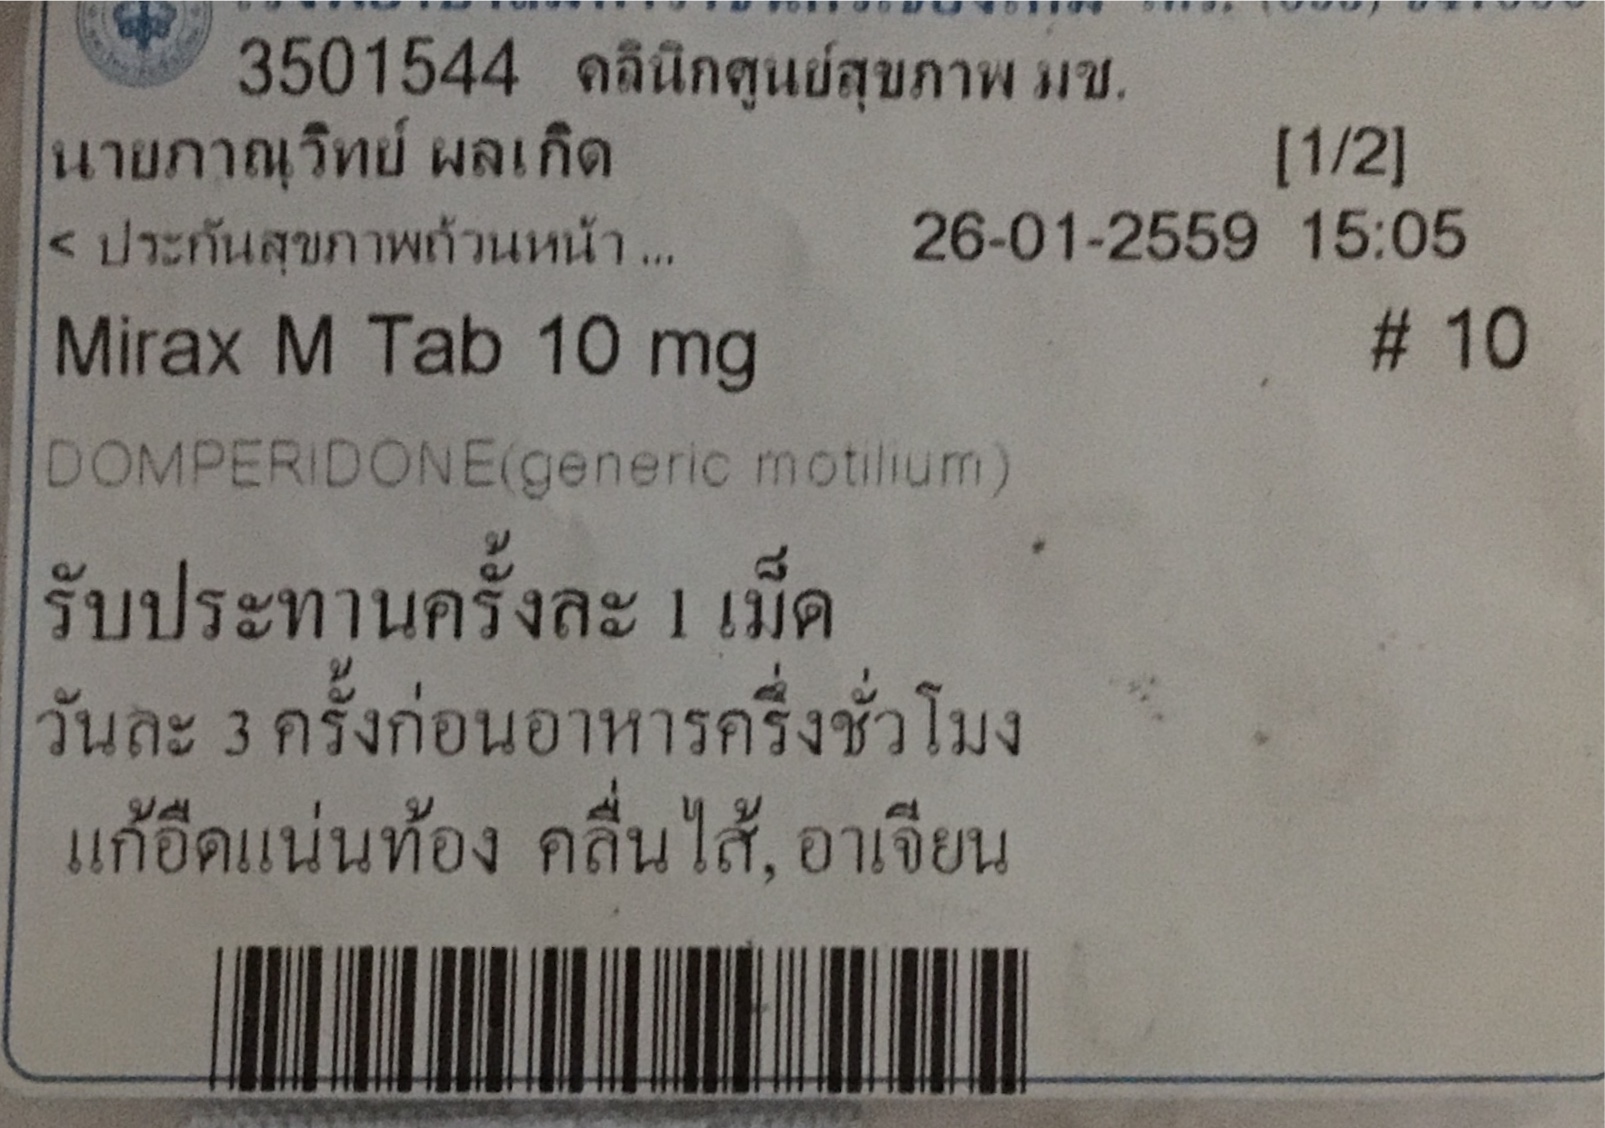 3501544 คลินิกศูนย์สุขภาพ มช.
นายภาณุวิทย์ ผลเกิด [1/2]
< ประกันสุขภาพถ้วนหน้า ... 26-01-2559 15:05
Mirax M Tab 10 mg # 10
DOMPERIDONE(generic motilium)
รับประทานครั้งละ 1 เม็ด
วันละ 3 ครั้งก่อนอาหารครึ่งชั่วโมง
แก้อืดแน่นท้อง คลื่นไส้, อาเจียน